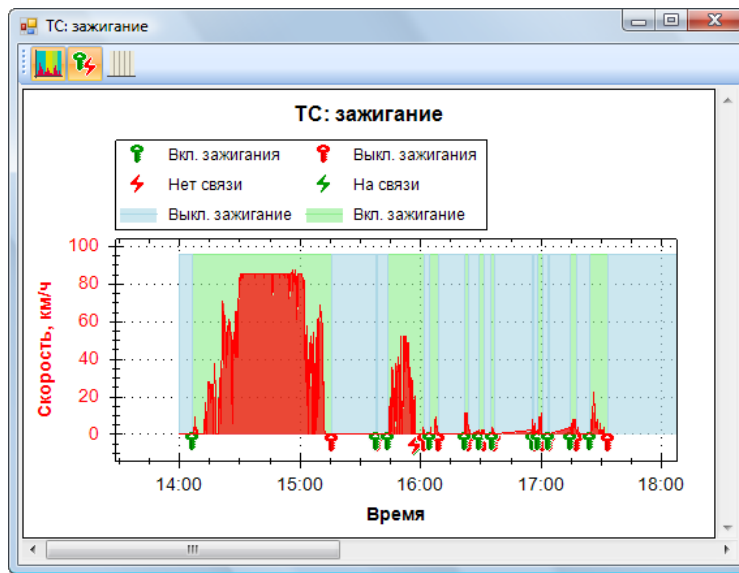 ТС: зажигание
ТС: зажигание
Вкл. зажигания Выкл. зажигания
Нет связи На связи
Выкл. зажигание Вкл. зажигание
Скорость, км/ч
100
80
60
40
20
0
14:00 15:00 16:00 17:00 18:00
Время